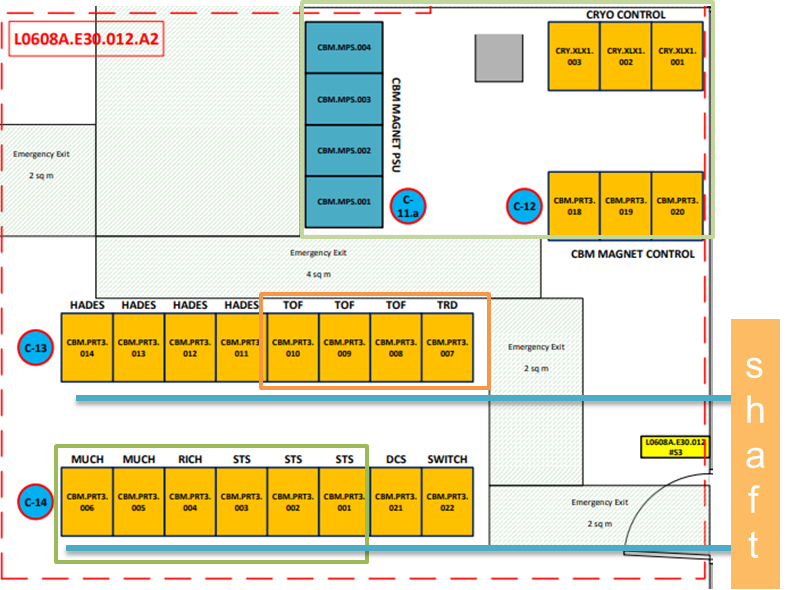 CRYO CONTROL
L0608A.E30.012.A2
CBM.MPS.004
CBM.MPS.003
CBM.MPS.002
CBM.MPS.001
CBM MAGNET PSU
CRY.XLX1.
003
CRY.XLX1.
002
CRY.XLX1.
001
Emergency Exit
2 sq m
C-
11.a
C-12
CBM.PRT3.
018
CBM.PRT3.
019
CBM.PRT3.
020
CBM MAGNET CONTROL
Emergency Exit
4 sq m
HADES HADES HADES HADES TOF TOF TOF TRD
C-13
CBM.PRT3.
014
CBM.PRT3.
013
CBM.PRT3.
012
CBM.PRT3.
011
CBM.PRT3.
010
CBM.PRT3.
009
CBM.PRT3.
008
CBM.PRT3.
007
Emergency Exit
2 sq m
L0608A.E30.012
#S3
MUCH MUCH RICH STS STS STS DCS SWITCH
C-14
CBM.PRT3.
006
CBM.PRT3.
005
CBM.PRT3.
004
CBM.PRT3.
003
CBM.PRT3.
002
CBM.PRT3.
001
CBM.PRT3.
021
CBM.PRT3.
022
Emergency Exit
2 sq m
shaft